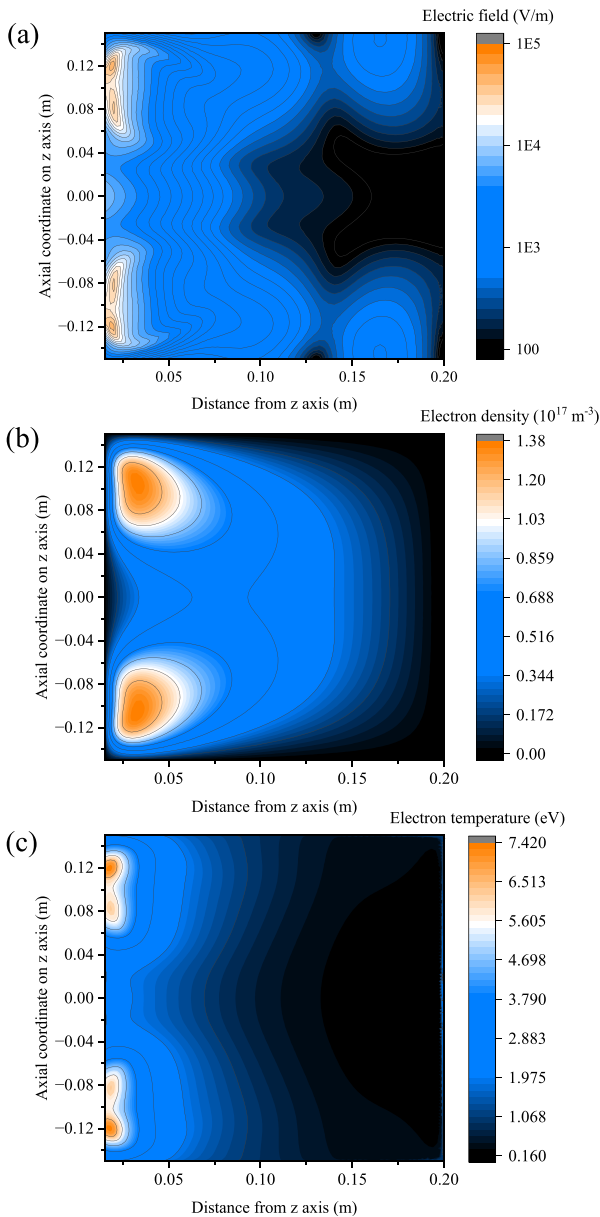 (a)
Electric field (V/m)
Axial coordinate on z axis (m)
0.12
0.08
0.04
0.00
−0.04
−0.08
−0.12
0.05 0.10 0.15 0.20
Distance from z axis (m)
1E5
1E4
1E3
100
(b)
Electron density (10¹⁷ m⁻³)
Axial coordinate on z axis (m)
0.12
0.08
0.04
0.00
−0.04
−0.08
−0.12
0.05 0.10 0.15 0.20
Distance from z axis (m)
1.38
1.20
1.03
0.859
0.688
0.516
0.344
0.172
0.00
(c)
Electron temperature (eV)
Axial coordinate on z axis (m)
0.12
0.08
0.04
0.00
−0.04
−0.08
−0.12
0.05 0.10 0.15 0.20
Distance from z axis (m)
7.420
6.513
5.605
4.698
3.790
2.883
1.975
1.068
0.160